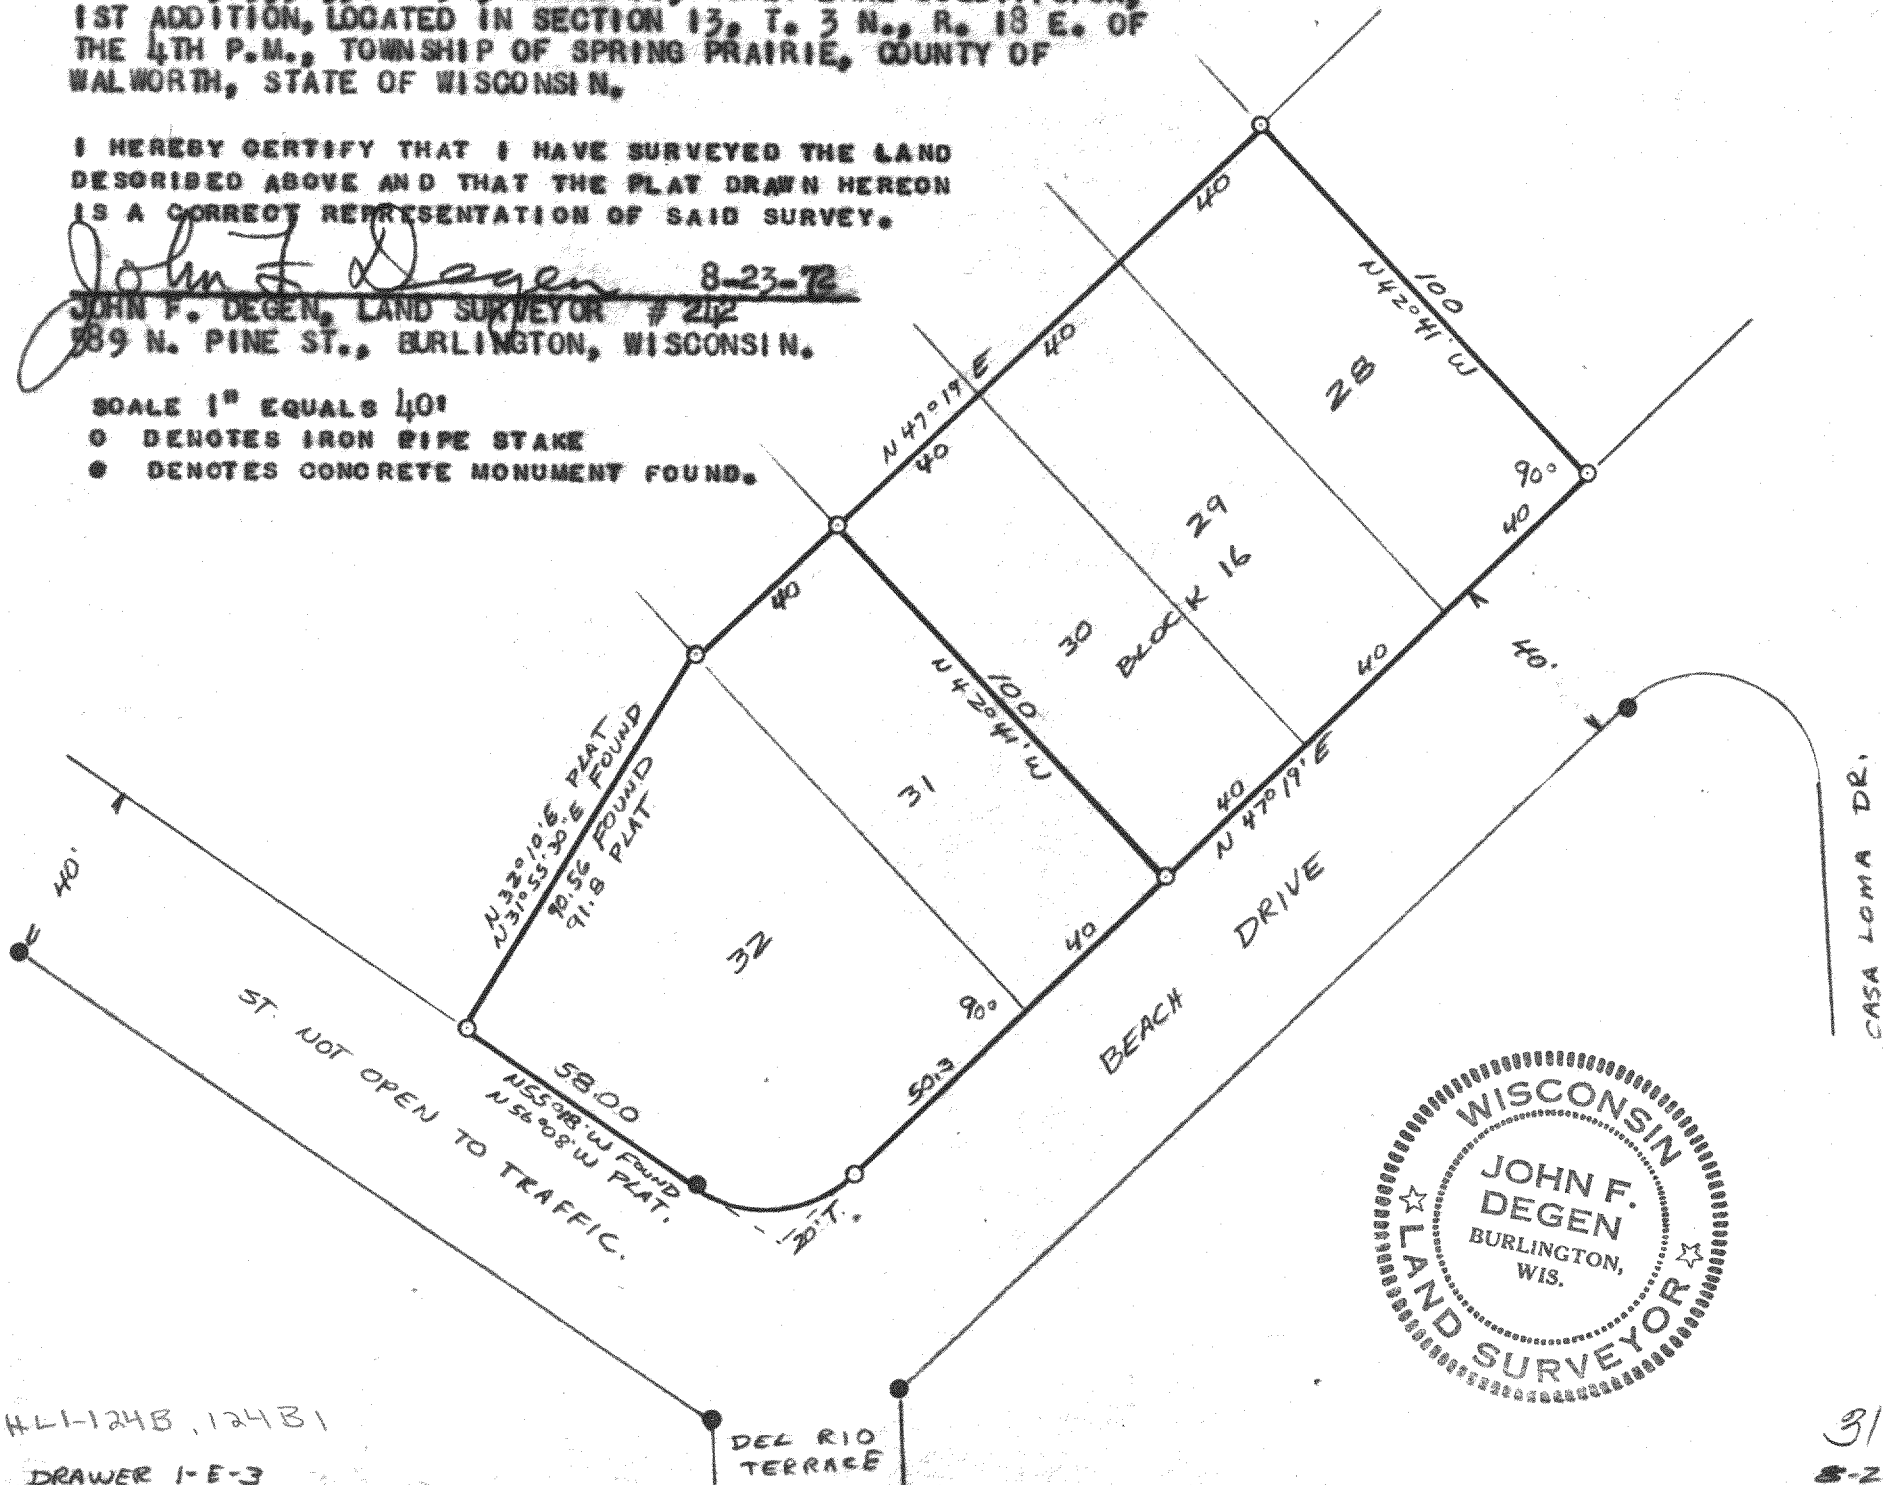 1ST ADDITION, LOCATED IN SECTION 13, T. 3 N., R. 18 E. OF
THE 4TH P.M., TOWNSHIP OF SPRING PRAIRIE, COUNTY OF
WALWORTH, STATE OF WISCONSIN.
I HEREBY CERTIFY THAT I HAVE SURVEYED THE LAND
DESCRIBED ABOVE AND THAT THE PLAT DRAWN HEREON
IS A CORRECT REPRESENTATION OF SAID SURVEY.
John F Degen 8-23-72
JOHN F. DEGEN, LAND SURVEYOR # 242
589 N. PINE ST., BURLINGTON, WISCONSIN.
SCALE 1" EQUALS 40'
O DENOTES IRON PIPE STAKE
● DENOTES CONCRETE MONUMENT FOUND.
40
100
N 42° 41' W
28
40
N 47° 19' E
40
90°
40
29
BLOCK 16
30
40
40'
40
100
N 42° 41' W
31
40
N 47° 19' E
N 32° 10' E PLAT
N 31° 55' 30" E FOUND
90.56 FOUND
91.8 PLAT
40'
32
40
90°
BEACH DRIVE
CASA LOMA DR.
50.3
58.00
N 55° 18' W FOUND
N 56° 08' W PLAT.
20' T.
ST. NOT OPEN TO TRAFFIC.
WISCONSIN
JOHN F.
DEGEN
BURLINGTON,
WIS.
LAND SURVEYOR
DEL RIO
TERRACE
HL1-124B, 124B1
DRAWER 1-E-3
31
-2